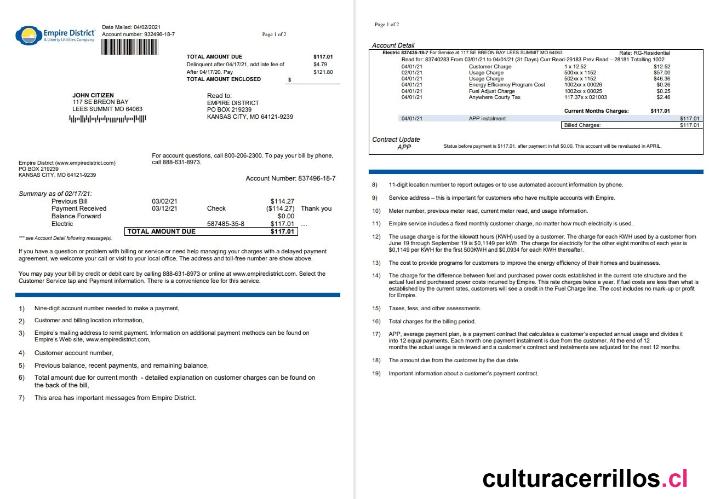 Empire District
A Liberty Utilities Company
Date Mailed: 04/02/2021
Account number: 932496-18-7
Page 1 of 2
TOTAL AMOUNT DUE $117.01
Delinquent after 04/17/21, add late fee of $4.79
After 04/17/20, Pay $121.80
TOTAL AMOUNT ENCLOSED $
JOHN CITIZEN
117 SE BREON BAY
LEES SUMMIT MO 64063
Read to:
EMPIRE DISTRICT
PO BOX 219239
KANSAS CITY, MO 64121-9239
Empire District (www.empiredistrict.com)
PO BOX 219239
KANSAS CITY, MO 64121-9239
For account questions, call 800-206-2300. To pay your bill by phone,
call 888-631-8973.
Account Number: 837496-18-7
Summary as of 02/17/21:
Previous Bill 03/02/21 $114.27
Payment Received 03/12/21 Check ($114.27) Thank you
Balance Forward $0.00
Electric 587485-35-8 $117.01 ....
TOTAL AMOUNT DUE $117.01
**** see Account Detail following message(s).
If you have a question or problem with billing or service or need help managing your charges with a delayed payment
agreement, we welcome your call or visit to your local office. The address and toll-free number are show above.
You may pay your bill by credit or debit card by calling 888-631-8973 or online at www.empiredistrict.com. Select the
Customer Service tap and Payment information. There is a convenience fee for this service.
1) Nine-digit account number needed to make a payment,
2) Customer and billing location information,
3) Empire's mailing address to remit payment. Information on additional payment methods can be found on
Empire's Web site, www.empiredistrict.com,
4) Customer account number,
5) Previous balance, recent payments, and remaining balance,
6) Total amount due for current month - detailed explanation on customer charges can be found on
the back of the bill,
7) This area has important messages from Empire District.
Page 1 of 2
Account Detail
Electric 837435-18-7 For Service at 117 SE BREON BAY LEES SUMMIT MO 64063 Rate: RG-Residential
Read for: 83740283 From 03/01/21 to 04/04/21 (31 Days) Curr Read-29183 Prev Read – 28181 Totalling 1002
04/01/21 Customer Charge 1 x 12.52 $12.52
02/01/21 Usage Charge 500xx x 1152 $57.00
04/01/21 Usage Charge 502xx x 1152 $46.36
04/01/21 Energy Efficiency Program Cost 1002xx x 00026 $0.26
04/01/21 Fuel Adjust Charge 1002xx x 00025 $0.25
04/01/21 Anywhere County Tax 117.37x x 021003 $2.46
Current Months Charges: $117.01
04/01/21 APP instalment $117.01
Billed Charges: $117.01
Contract Update
APP Status before payment is $117.01, after payment in full $0.00. This account will be revaluated in APRIL.
8) 11-digit location number to report outages or to use automated account information by phone.
9) Service address – this is important for customers who have multiple accounts with Empire.
10) Meter number, previous meter read, current meter read, and usage information.
11) Empire service includes a fixed monthly customer charge, no matter how much electricity is used.
12) The usage charge is for the kilowatt hours (KWH) used by a customer. The charge for each KWH used by a customer from
June 19 through September 19 is $0,1149 per kWh. The charge for electricity for the other eight months of each year is
$0,1149 per kWh for the first 500KWH and $0,0934 for each kWh thereafter.
13) The cost to provide programs for customers to improve the energy efficiency of their homes and businesses.
14) The charge for the difference between fuel and purchased power costs established in the current rate structure and the
actual fuel and purchased power costs incurred by Empire. This rate charges twice a year. If fuel costs are less than what is
established by the current rates, customers will see a credit in the Fuel Charge line. The cost includes no mark-up or profit
for Empire.
15) Taxes, fees, and other assessments.
16) Total charges for the billing period.
17) APP, average payment plan, is a payment contract that calculates a customer's expected annual usage and divides it
into 12 equal payments. Each month one payment instalment is due from the customer. At the end of 12
months the actual usage is reviewed and a customer's contract and instalments are adjusted for the next 12 months.
18) The amount due from the customer by the due date.
19) Important information about a customer's payment contract.
culturacerrillos.cl